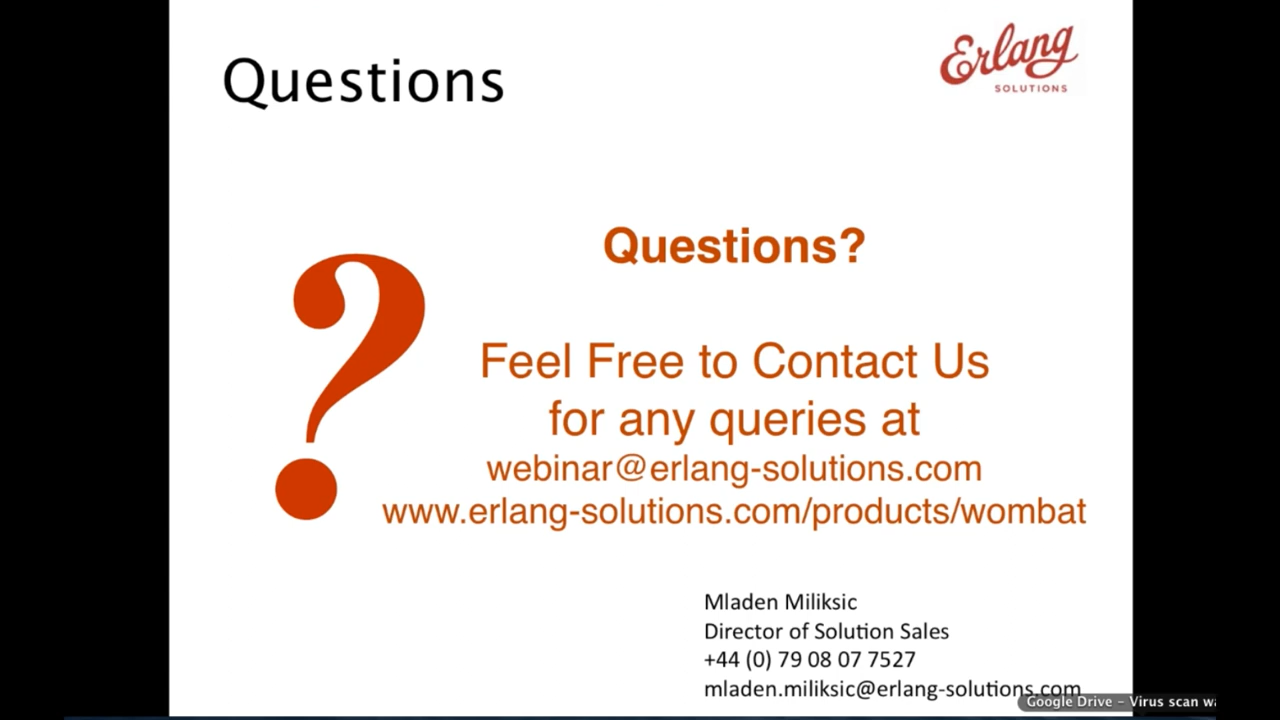 Questions
Erlang
SOLUTIONS
?
Questions?
Feel Free to Contact Us
for any queries at
webinar@erlang-solutions.com
www.erlang-solutions.com/products/wombat
Mladen Miliksic
Director of Solution Sales
+44 (0) 79 08 07 7527
mladen.miliksic@erlang-solutions.com
Google Drive – Virus scan